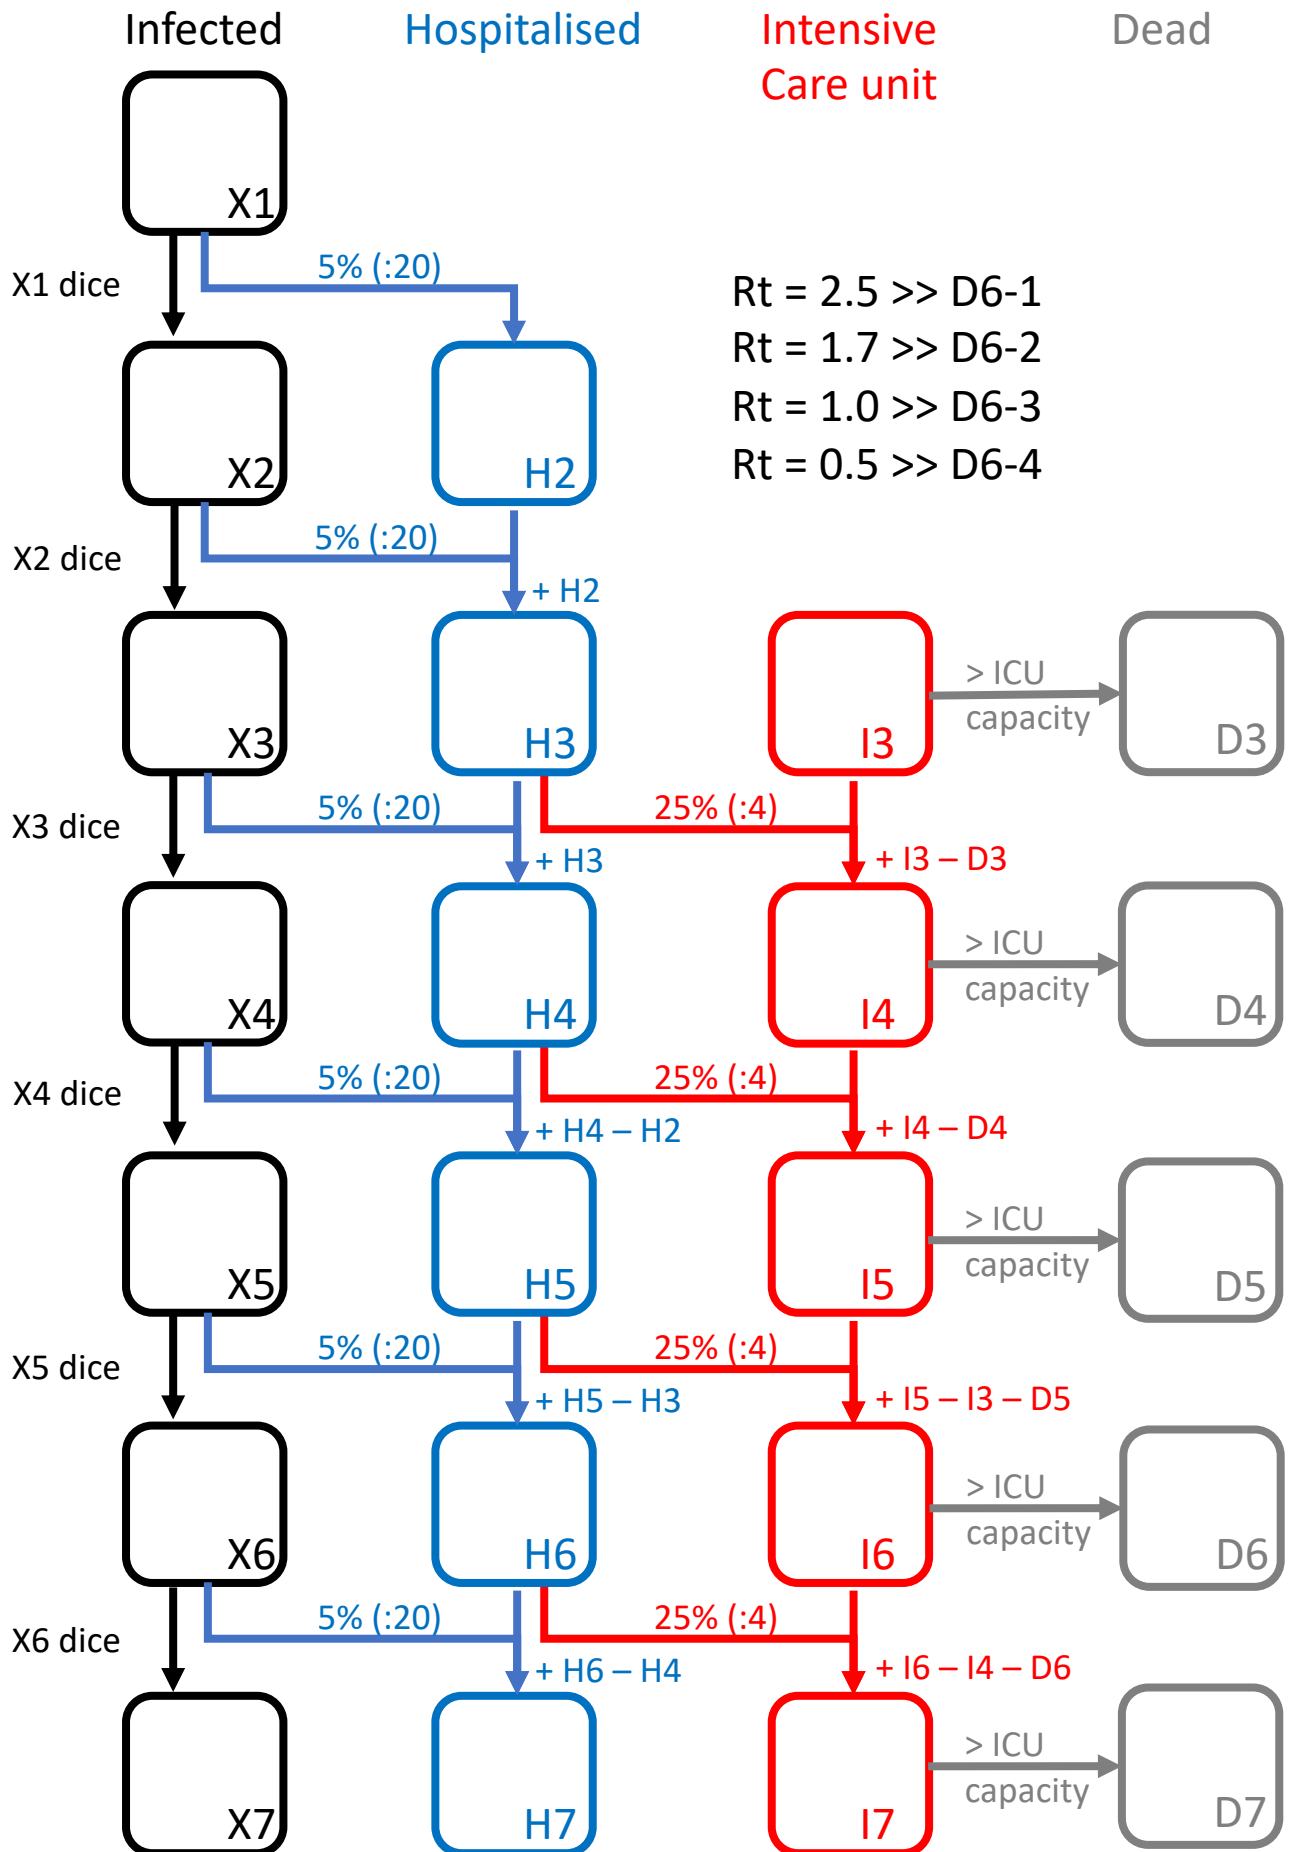 Infected
Hospitalised
Intensive
Care unit
Dead
X1
X1 dice
5% (:20)
Rt = 2.5 >> D6-1
Rt = 1.7 >> D6-2
Rt = 1.0 >> D6-3
Rt = 0.5 >> D6-4
X2
H2
X2 dice
5% (:20)
+ H2
X3
H3
I3
> ICU
capacity
D3
X3 dice
5% (:20)
25% (:4)
+ H3
+ I3 – D3
X4
H4
I4
> ICU
capacity
D4
X4 dice
5% (:20)
25% (:4)
+ H4 – H2
+ I4 – D4
X5
H5
I5
> ICU
capacity
D5
X5 dice
5% (:20)
25% (:4)
+ H5 – H3
+ I5 – I3 – D5
X6
H6
I6
> ICU
capacity
D6
X6 dice
5% (:20)
25% (:4)
+ H6 – H4
+ I6 – I4 – D6
X7
H7
I7
> ICU
capacity
D7